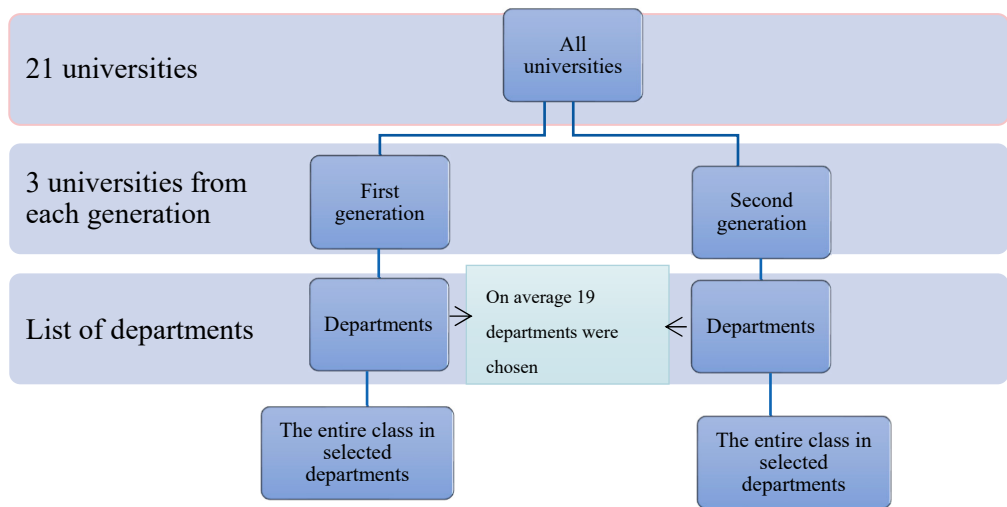 21 universities
All
universities
3 universities from
each generation
First
generation
Second
generation
List of departments
Departments
On average 19
departments were
chosen
Departments
The entire class in
selected
departments
The entire class in
selected
departments